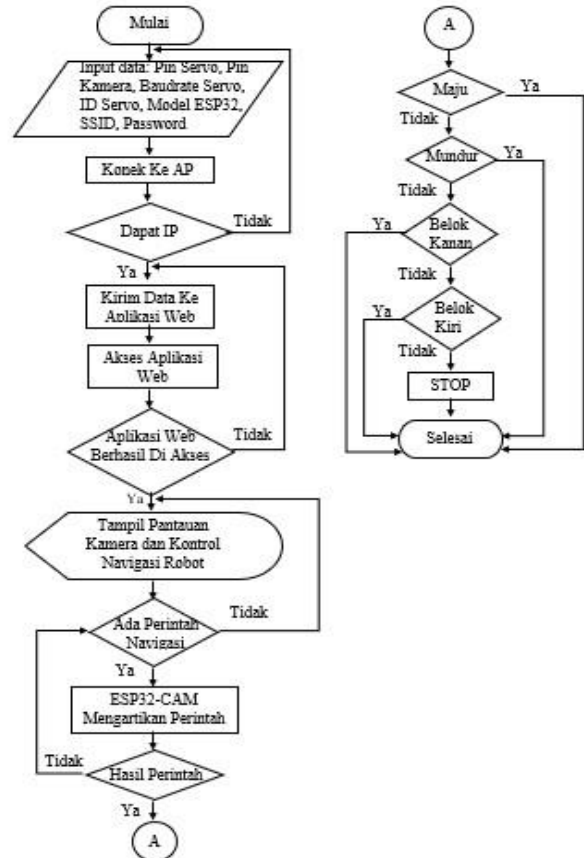 Mulai
Input data: Pin Servo, Pin
Kamera, Baudrate Servo,
ID Servo, Model ESP32,
SSID, Password
Konek Ke AP
Dapat IP
Tidak
Ya
Kirim Data Ke
Aplikasi Web
Akses Aplikasi
Web
Aplikasi Web
Berhasil Di Akses
Tidak
Ya
Tampil Pantauan
Kamera dan Kontrol
Navigasi Robot
Ada Perintah
Navigasi
Tidak
Ya
ESP32-CAM
Mengartikan Perintah
Tidak
Hasil Perintah
Ya
A
A
Maju
Ya
Tidak
Mundur
Ya
Tidak
Ya
Belok
Kanan
Tidak
Ya
Belok
Kiri
Tidak
STOP
Selesai